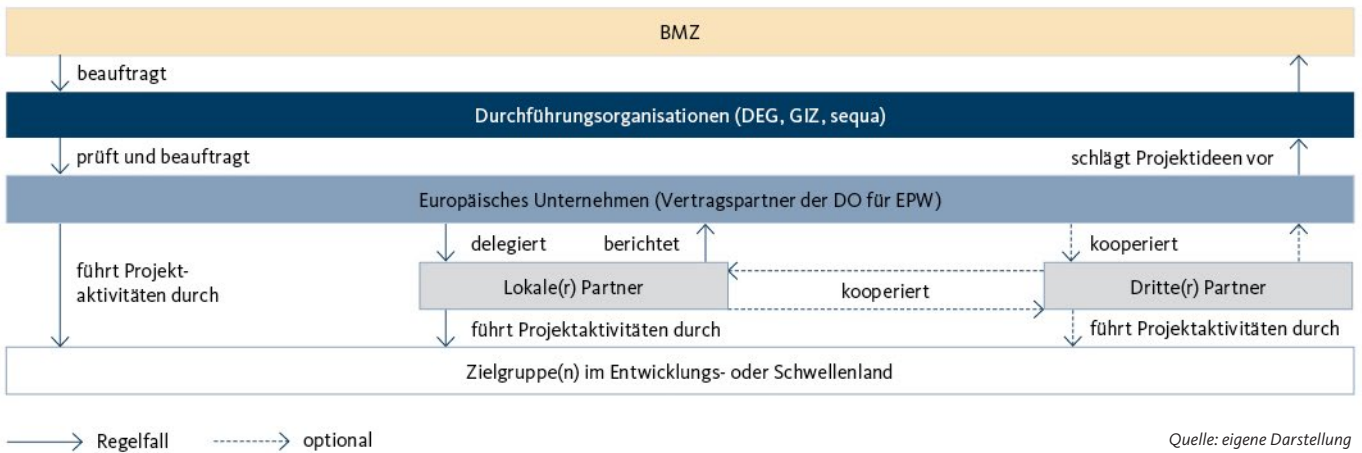 BMZ
beauftragt
Durchführungsorganisationen (DEG, GIZ, sequa)
prüft und beauftragt
schlägt Projektideen vor
Europäisches Unternehmen (Vertragspartner der DO für EPW)
delegiert
berichtet
kooperiert
führt Projekt-
aktivitäten durch
Lokale(r) Partner
kooperiert
Dritte(r) Partner
führt Projektaktivitäten durch
führt Projektaktivitäten durch
Zielgruppe(n) im Entwicklungs- oder Schwellenland
Regelfall
optional
Quelle: eigene Darstellung